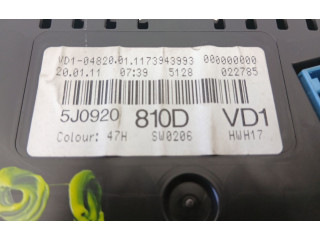 VD1-04820.01.1173943993 000000000
20.01.11 07:39 5128 022785
5J0920 810D VD1
Colour: 47H SW0206 HWH17